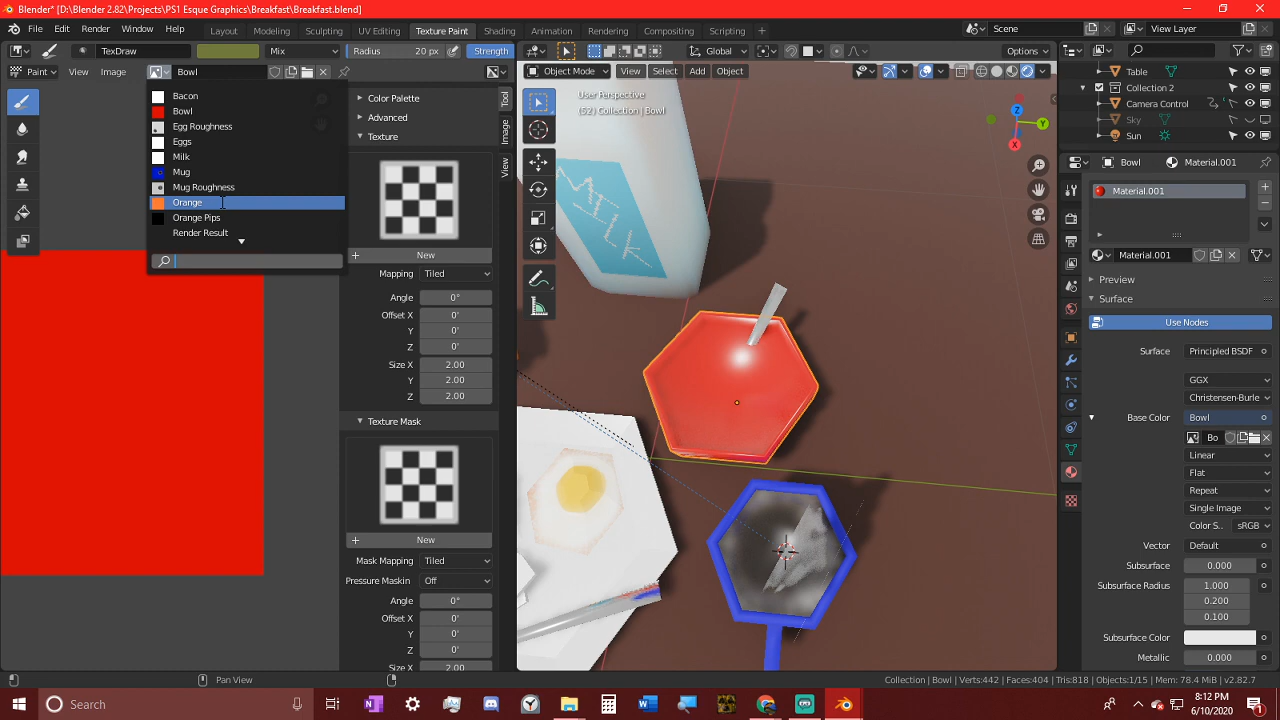 Blender* [D:\Blender 2.82\Projects\PS1 Esque Graphics\Breakfast\Breakfast.blend]
File Edit Render Window Help Layout Modeling Sculpting UV Editing Texture Paint Shading Animation Rendering Compositing Scripting Scene View Layer
TexDraw Mix Radius 20 px Strength Global Options
Paint View Image Bowl Object Mode View Select Add Object
Bacon
Bowl
Egg Roughness
Eggs
Milk
Mug
Mug Roughness
Orange
Orange Pips
Render Result
Color Palette
Advanced
Texture
New
Mapping Tiled
Angle 0°
Offset X 0'
Y 0'
Z 0'
Size X 2.00
Y 2.00
Z 2.00
Texture Mask
New
Mask Mapping Tiled
Pressure Maskin Off
Angle 0°
Offset X 0'
Y 0'
Z 0'
Size X 2.00
Tool
Image
View
User Perspective
(52) Collection | Bowl
MILK
Z
Y
X
Table
Collection 2
Camera Control
Sky
Sun
Bowl Material.001
Material.001
Material.001
Preview
Surface
Use Nodes
Surface Principled BSDF
GGX
Christensen-Burle
Base Color Bowl
Bo
Linear
Flat
Repeat
Single Image
Color S.. sRGB
Vector Default
Subsurface 0.000
Subsurface Radius 1.000
0.200
0.100
Subsurface Color
Metallic 0.000
Pan View Collection | Bowl | Verts:442 | Faces:404 | Tris:818 | Objects:1/15 | Mem: 78.4 MiB | v2.82.7
Search 8:12 PM
6/10/2020